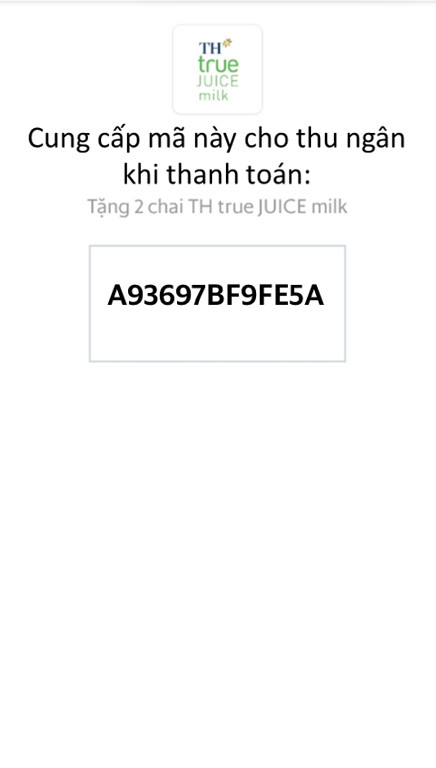 TH
true
JUICE
milk
Cung cấp mã này cho thu ngân
khi thanh toán:
Tặng 2 chai TH true JUICE milk
A93697BF9FE5A